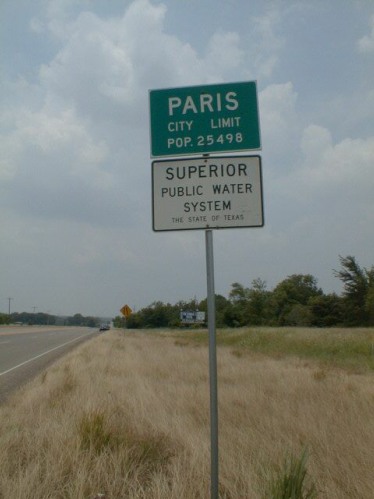 PARIS
CITY LIMIT
POP. 25498
SUPERIOR
PUBLIC WATER
SYSTEM
THE STATE OF TEXAS